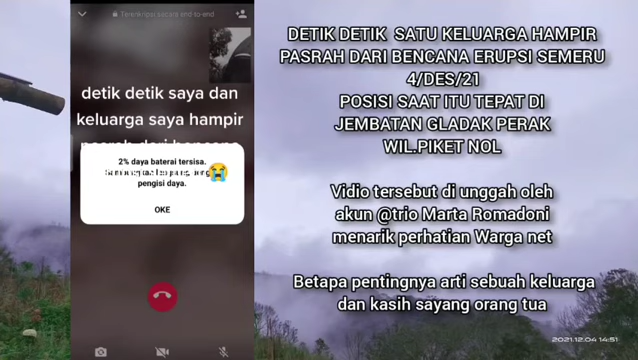 Terenkripsi secara end-to-end
detik detik saya dan
keluarga saya hampir
pasrah dari bencana
2% daya baterai tersisa.
pengisi daya.
OKE
DETIK DETIK SATU KELUARGA HAMPIR
PASRAH DARI BENCANA ERUPSI SEMERU
4/DES/21
POSISI SAAT ITU TEPAT DI
JEMBATAN GLADAK PERAK
WIL.PIKET NOL
Vidio tersebut di unggah oleh
akun @trio Marta Romadoni
menarik perhatian Warga net
Betapa pentingnya arti sebuah keluarga
dan kasih sayang orang tua
2021.12.04 14:51